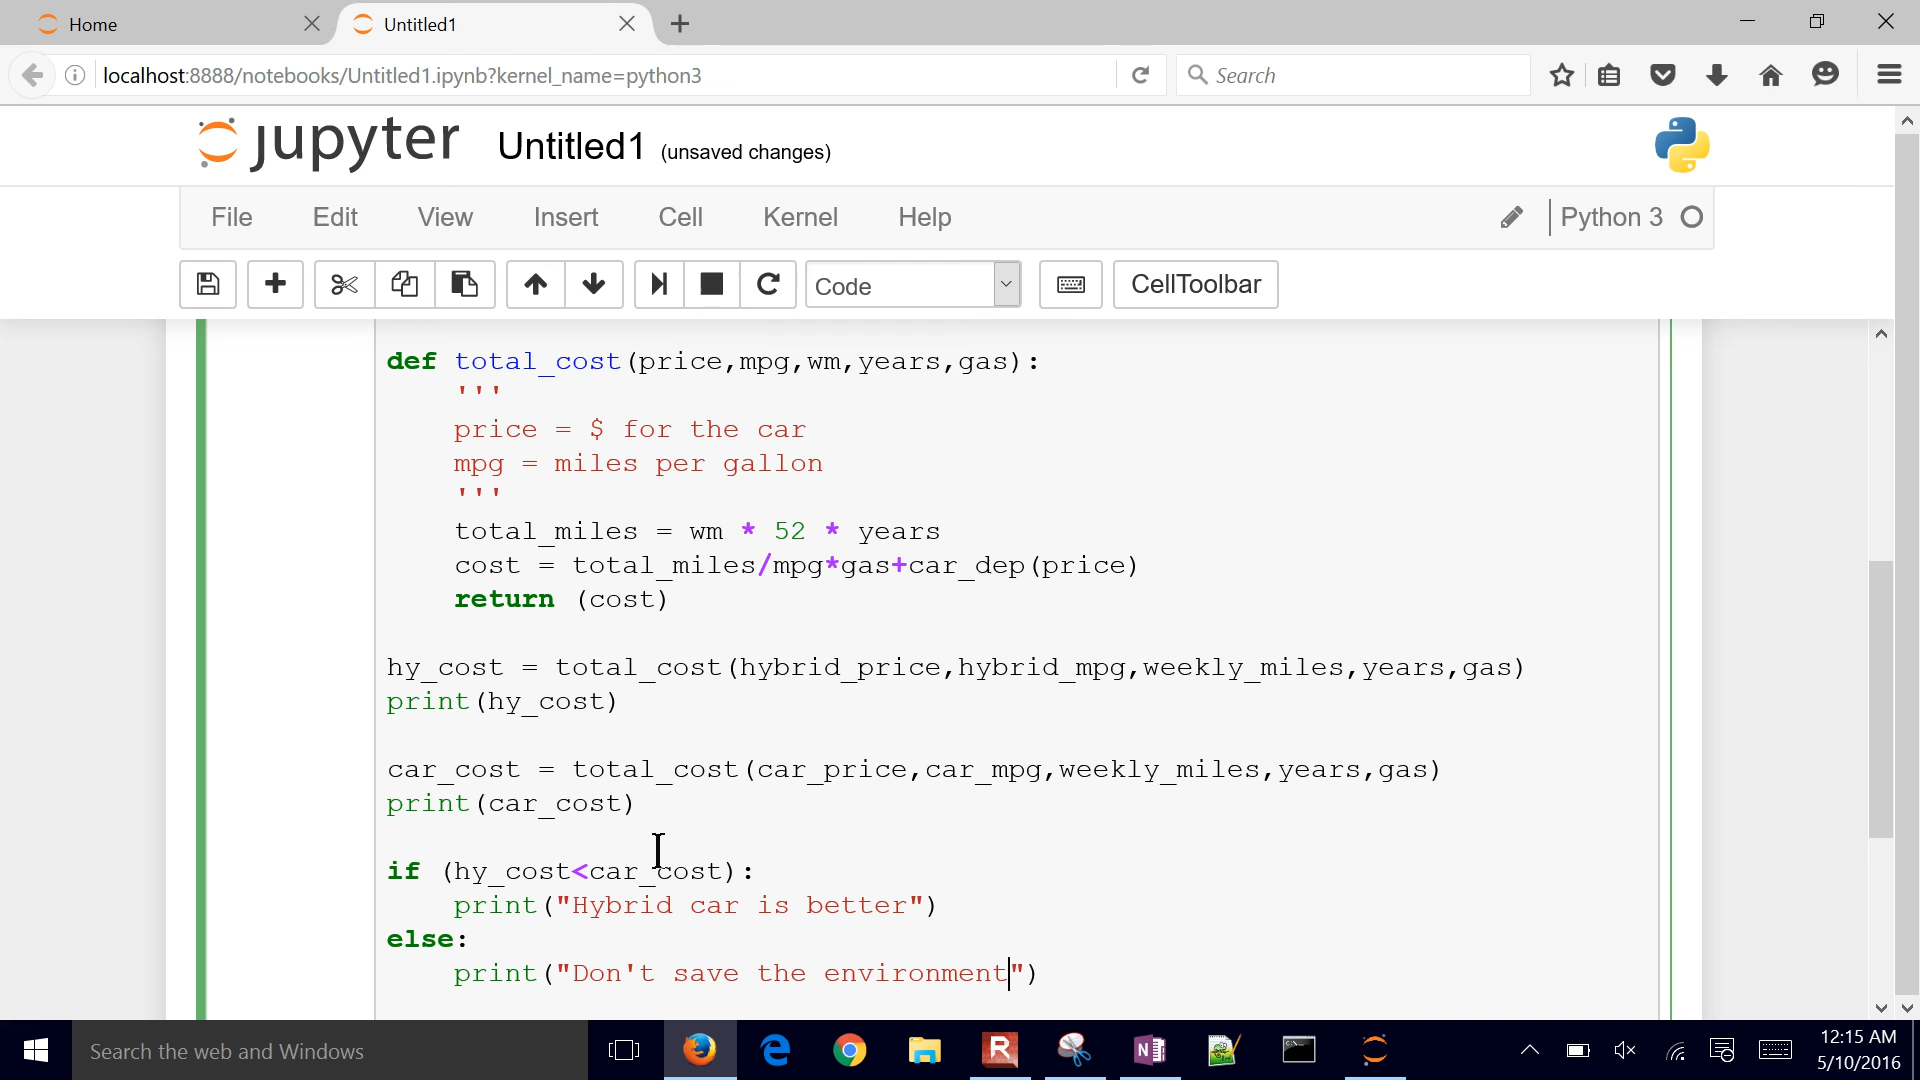 Home
Untitled1
localhost:8888/notebooks/Untitled1.ipynb?kernel_name=python3
Search
jupyter Untitled1 (unsaved changes)
File Edit View Insert Cell Kernel Help
Python 3
Code
CellToolbar
def total_cost(price,mpg,wm,years,gas):
'''
price = $ for the car
mpg = miles per gallon
'''
total_miles = wm * 52 * years
cost = total_miles/mpg*gas+car_dep(price)
return (cost)
hy_cost = total_cost(hybrid_price,hybrid_mpg,weekly_miles,years,gas)
print(hy_cost)
car_cost = total_cost(car_price,car_mpg,weekly_miles,years,gas)
print(car_cost)
if (hy_cost<car_cost):
print("Hybrid car is better")
else:
print("Don't save the environment")
Search the web and Windows
12:15 AM
5/10/2016